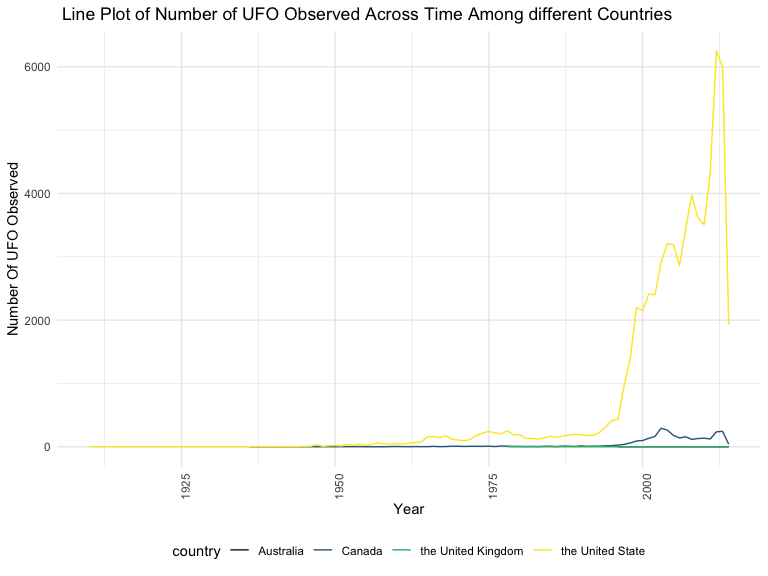 Line Plot of Number of UFO Observed Across Time Among different Countries
Number Of UFO Observed
6000
4000
2000
0
1925
1950
1975
2000
Year
country
Australia
Canada
the United Kingdom
the United State